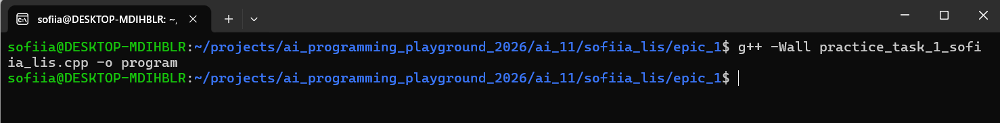 sofiia@DESKTOP-MDIHBLR: ~,
sofiia@DESKTOP-MDIHBLR:~/projects/ai_programming_playground_2026/ai_11/sofiia_lis/epic_1$ g++ -Wall practice_task_1_sofi
ia_lis.cpp -o program
sofiia@DESKTOP-MDIHBLR:~/projects/ai_programming_playground_2026/ai_11/sofiia_lis/epic_1$